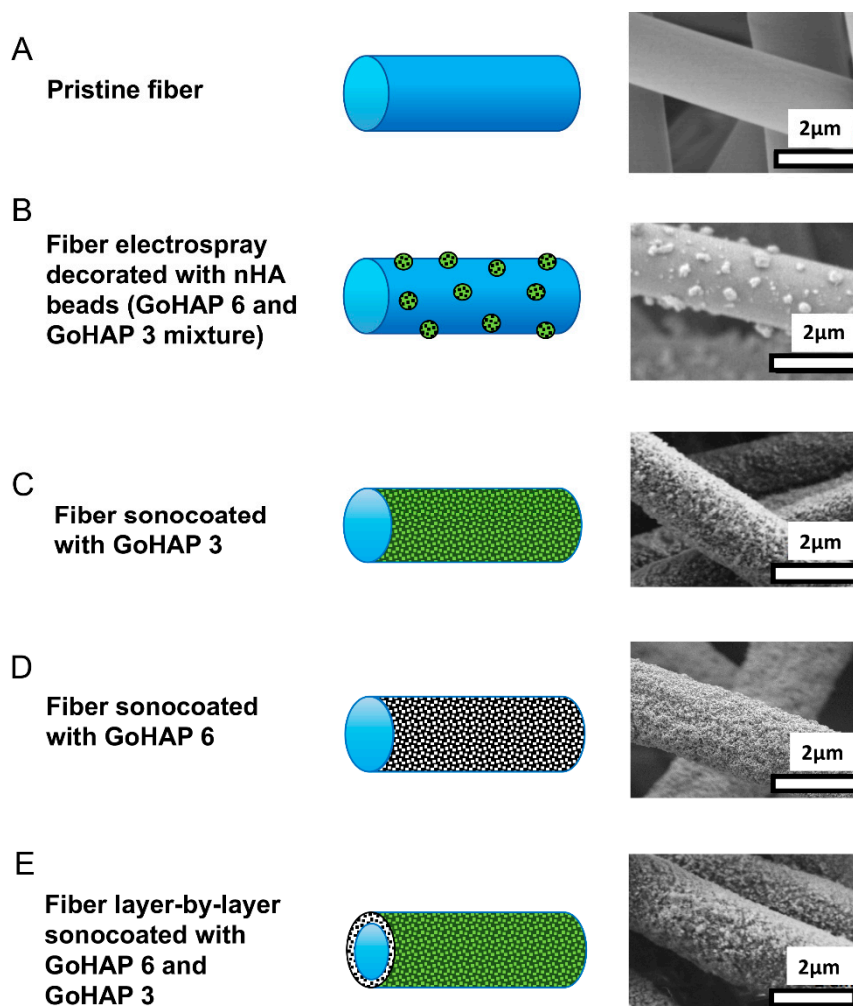 A
Pristine fiber
2µm
B
Fiber electrospray
decorated with nHA
beads (GoHAP 6 and
GoHAP 3 mixture)
2µm
C
Fiber sonocoated
with GoHAP 3
2µm
D
Fiber sonocoated
with GoHAP 6
2µm
E
Fiber layer-by-layer
sonocoated with
GoHAP 6 and
GoHAP 3
2µm